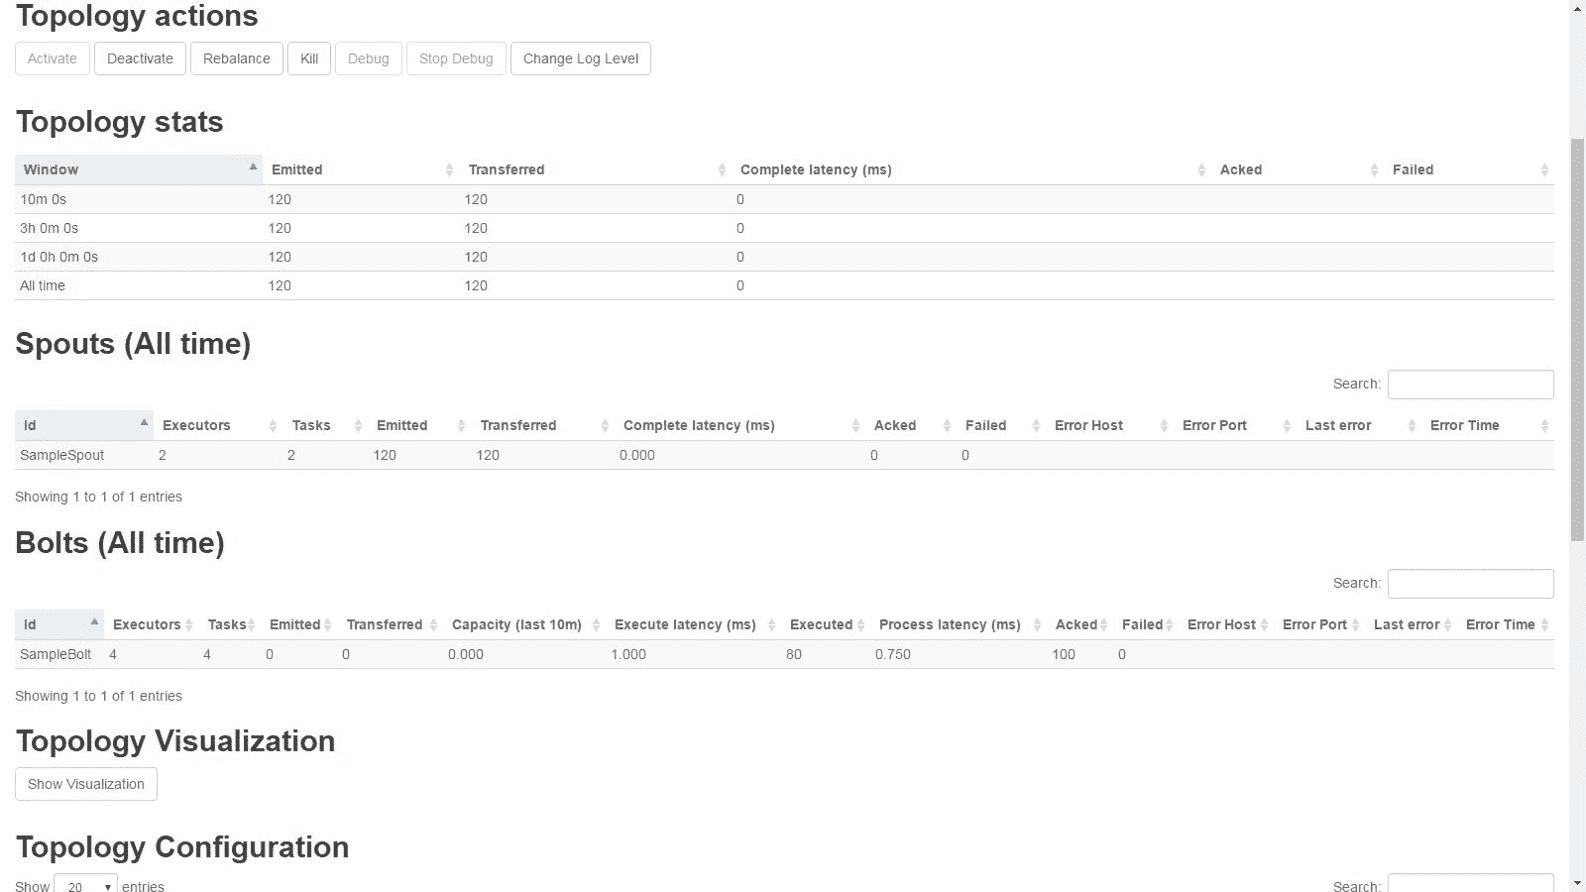 Topology actions
Activate Deactivate Rebalance Kill Debug Stop Debug Change Log Level
Topology stats
Window Emitted Transferred Complete latency (ms) Acked Failed
10m 0s 120 120 0
3h 0m 0s 120 120 0
1d 0h 0m 0s 120 120 0
All time 120 120 0
Spouts (All time)
Search:
Id Executors Tasks Emitted Transferred Complete latency (ms) Acked Failed Error Host Error Port Last error Error Time
SampleSpout 2 2 120 120 0.000 0 0
Showing 1 to 1 of 1 entries
Bolts (All time)
Search:
Id Executors Tasks Emitted Transferred Capacity (last 10m) Execute latency (ms) Executed Process latency (ms) Acked Failed Error Host Error Port Last error Error Time
SampleBolt 4 4 0 0 0.000 1.000 80 0.750 100 0
Showing 1 to 1 of 1 entries
Topology Visualization
Show Visualization
Topology Configuration
Show 20 entries Search: